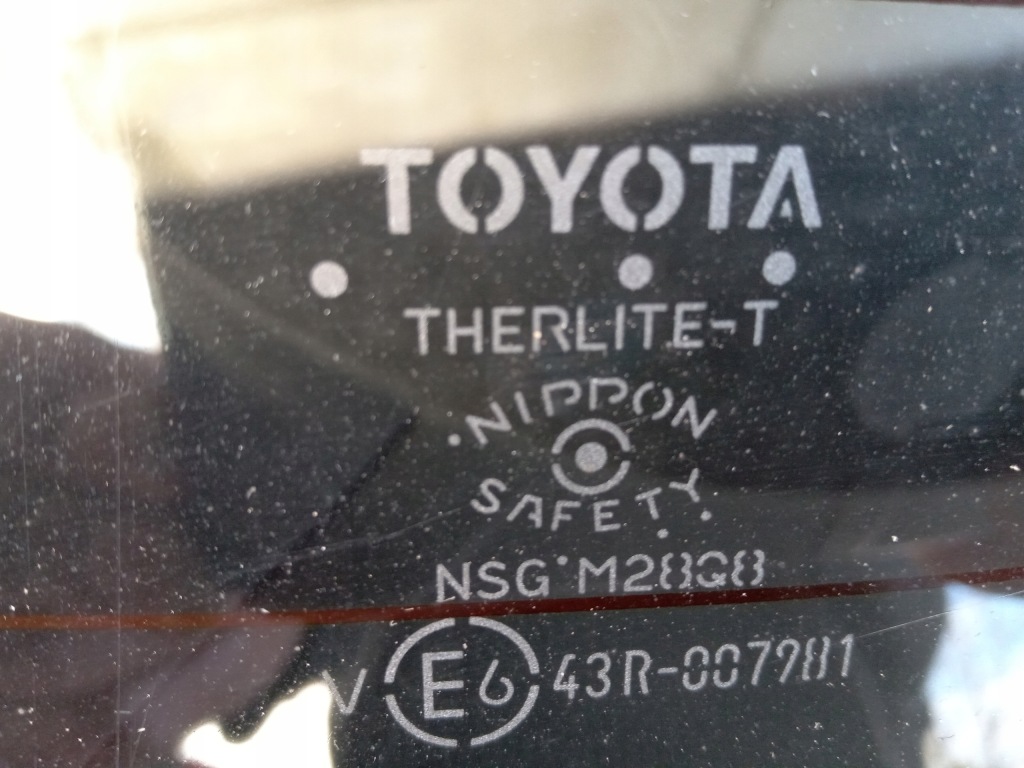 TOYOTA
THERLITE-T
NIPPON
SAFETY
NSG M28Q8
V E6 43R-007981